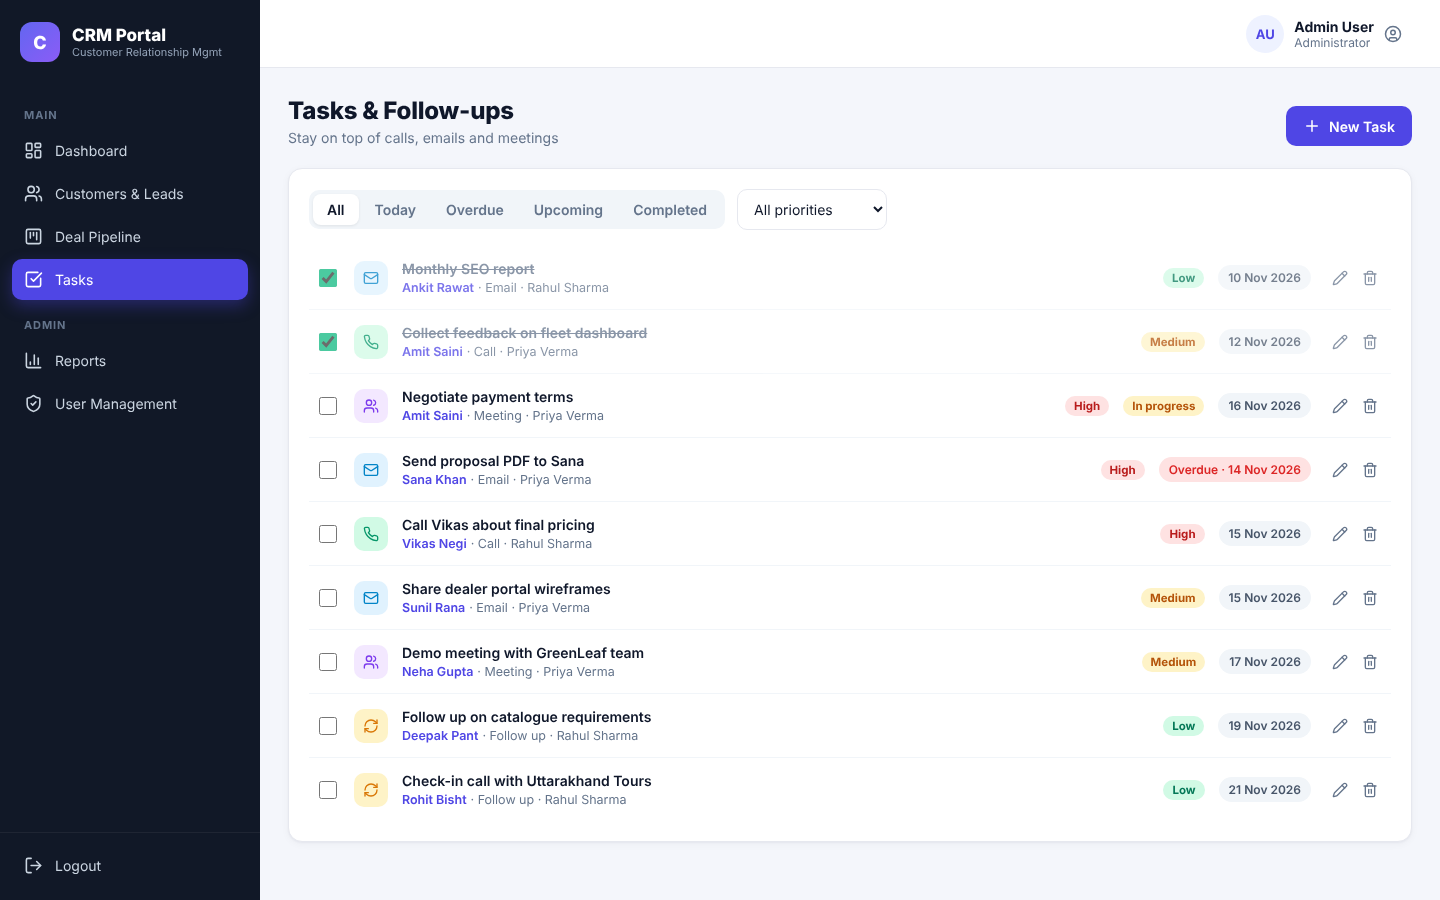 C
CRM Portal
Customer Relationship Mgmt
MAIN
Dashboard
Customers & Leads
Deal Pipeline
Tasks
ADMIN
Reports
User Management
Logout
AU
Admin User
Administrator
Tasks & Follow-ups
Stay on top of calls, emails and meetings
New Task
All Today Overdue Upcoming Completed All priorities
Monthly SEO report
Ankit Rawat · Email · Rahul Sharma
Low 10 Nov 2026
Collect feedback on fleet dashboard
Amit Saini · Call · Priya Verma
Medium 12 Nov 2026
Negotiate payment terms
Amit Saini · Meeting · Priya Verma
High In progress 16 Nov 2026
Send proposal PDF to Sana
Sana Khan · Email · Priya Verma
High Overdue · 14 Nov 2026
Call Vikas about final pricing
Vikas Negi · Call · Rahul Sharma
High 15 Nov 2026
Share dealer portal wireframes
Sunil Rana · Email · Priya Verma
Medium 15 Nov 2026
Demo meeting with GreenLeaf team
Neha Gupta · Meeting · Priya Verma
Medium 17 Nov 2026
Follow up on catalogue requirements
Deepak Pant · Follow up · Rahul Sharma
Low 19 Nov 2026
Check-in call with Uttarakhand Tours
Rohit Bisht · Follow up · Rahul Sharma
Low 21 Nov 2026